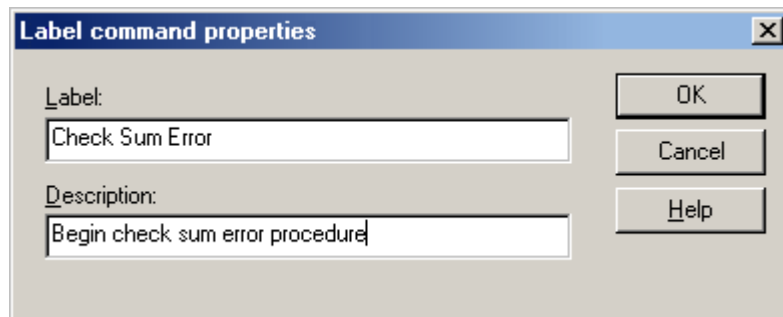 Label command properties
Label:
Check Sum Error
Description:
Begin check sum error procedure
OK
Cancel
Help